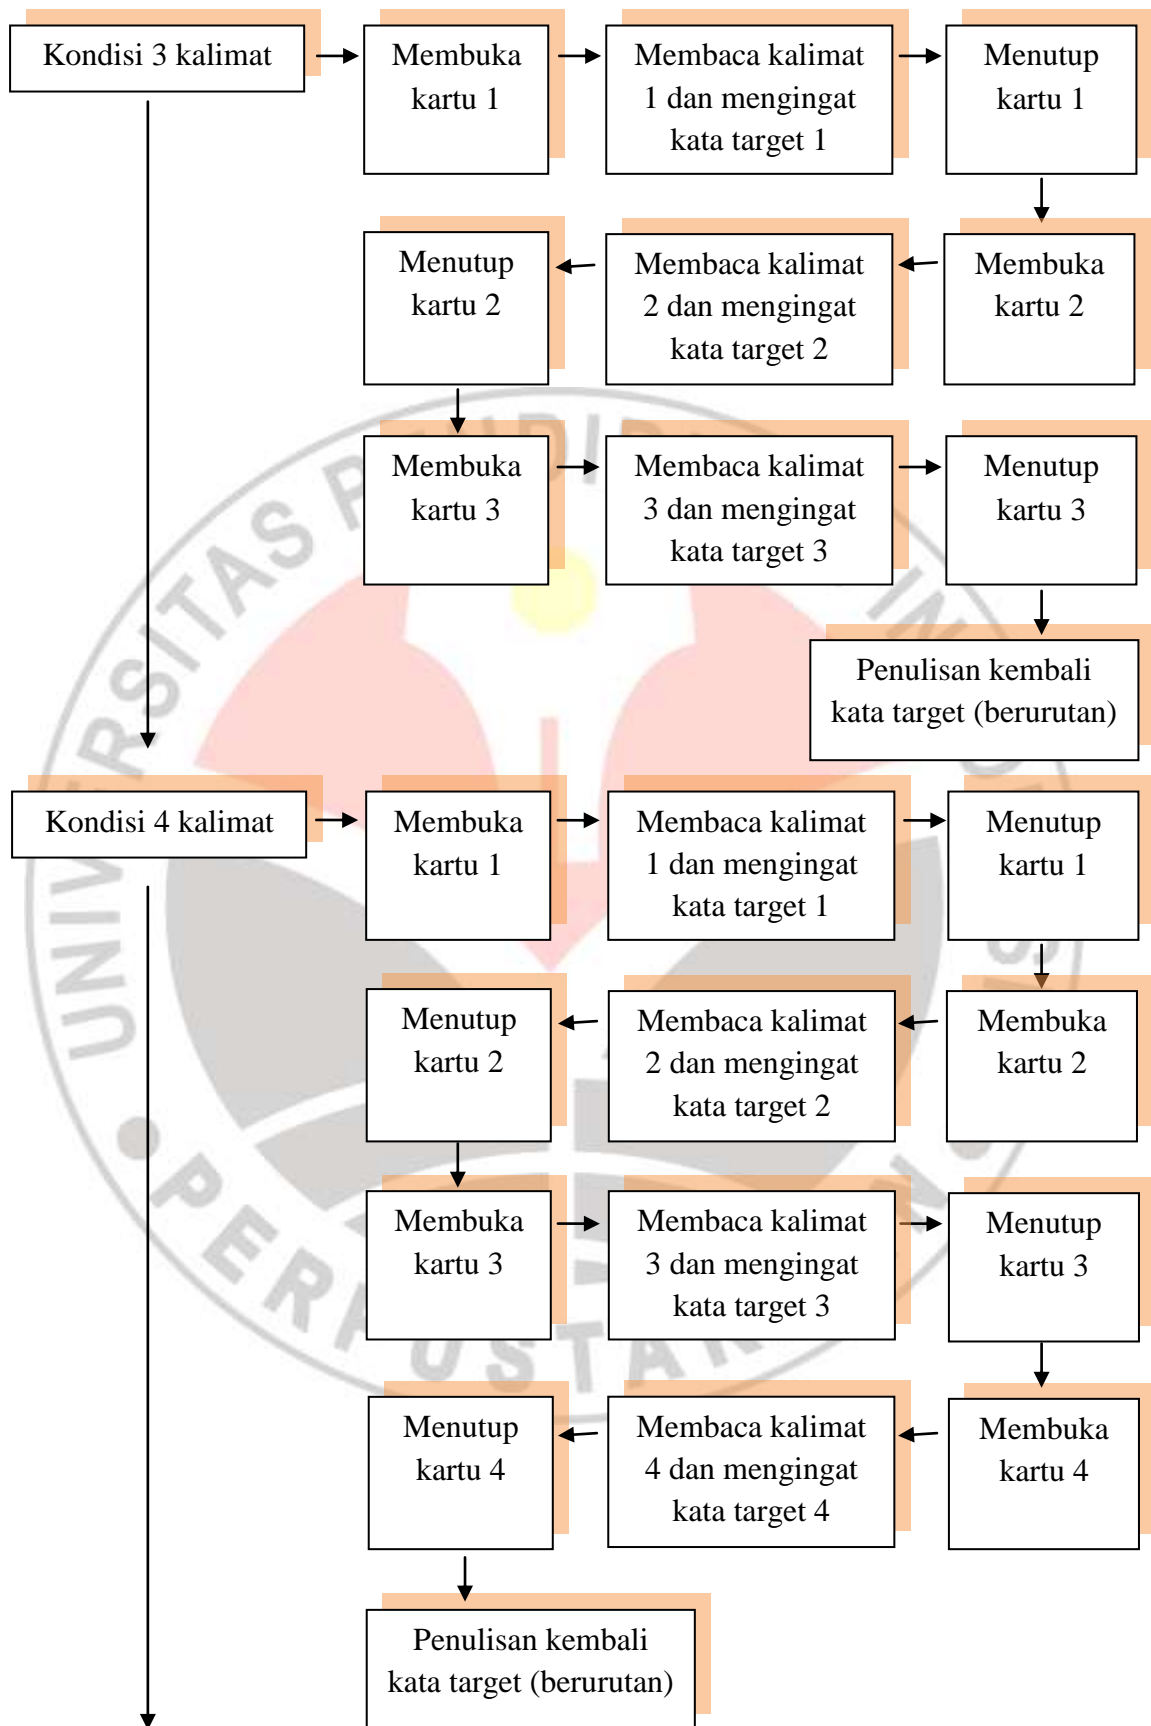 Kondisi 3 kalimat
Membuka
kartu 1
Membaca kalimat
1 dan mengingat
kata target 1
Menutup
kartu 1
Membuka
kartu 2
Membaca kalimat
2 dan mengingat
kata target 2
Menutup
kartu 2
Membuka
kartu 3
Membaca kalimat
3 dan mengingat
kata target 3
Menutup
kartu 3
Penulisan kembali
kata target (berurutan)
Kondisi 4 kalimat
Membuka
kartu 1
Membaca kalimat
1 dan mengingat
kata target 1
Menutup
kartu 1
Membuka
kartu 2
Membaca kalimat
2 dan mengingat
kata target 2
Menutup
kartu 2
Membuka
kartu 3
Membaca kalimat
3 dan mengingat
kata target 3
Menutup
kartu 3
Membuka
kartu 4
Membaca kalimat
4 dan mengingat
kata target 4
Menutup
kartu 4
Penulisan kembali
kata target (berurutan)